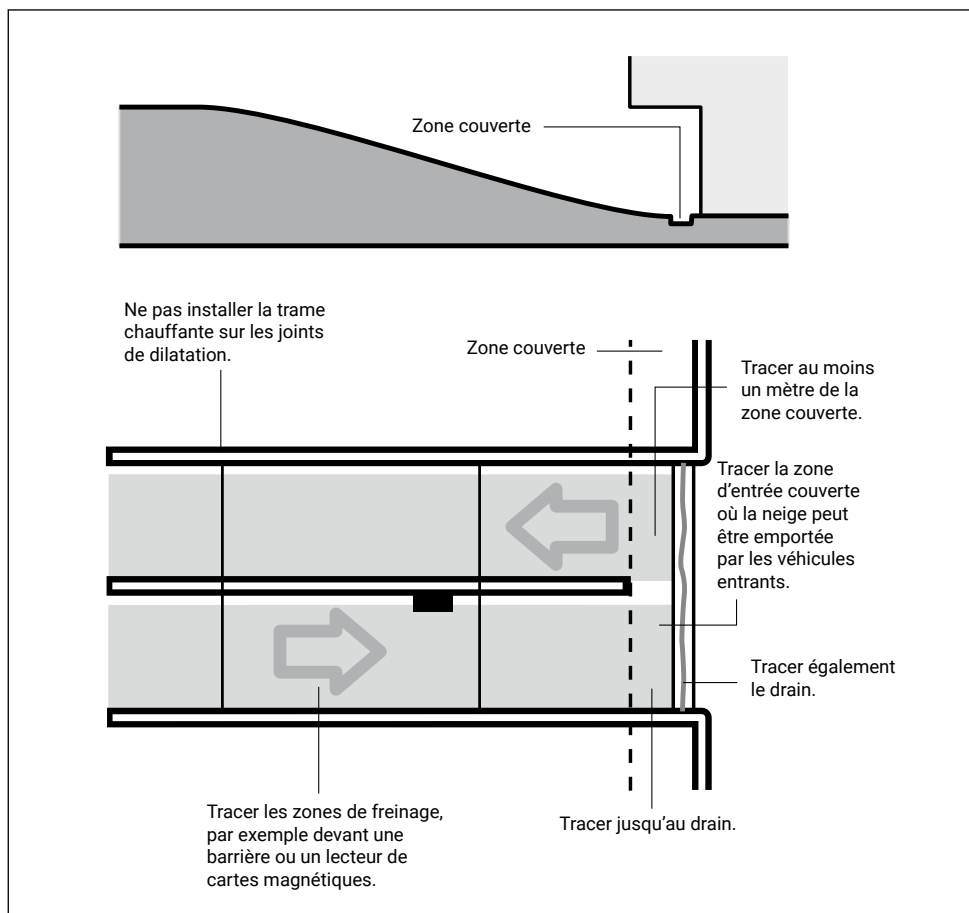 Zone couverte
Ne pas installer la trame
chauffante sur les joints
de dilatation.
Zone couverte
Tracer au moins
un mètre de la
zone couverte.
Tracer la zone
d’entrée couverte
où la neige peut
être emportée
par les véhicules
entrants.
Tracer également
le drain.
Tracer les zones de freinage,
par exemple devant une
barrière ou un lecteur de
cartes magnétiques.
Tracer jusqu’au drain.